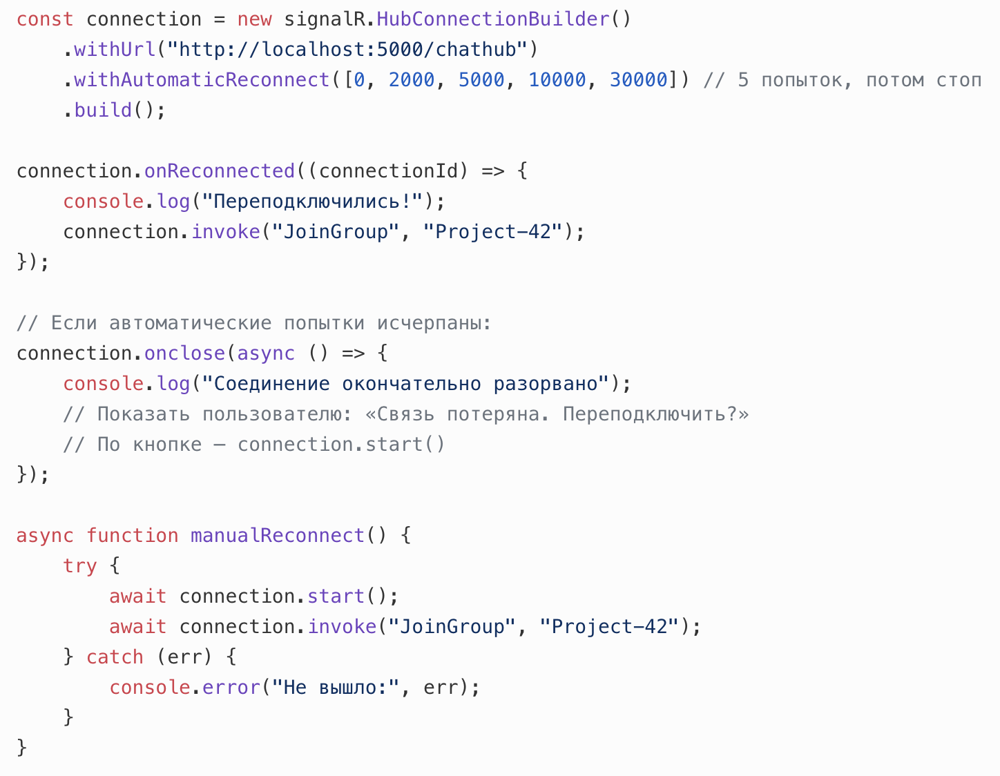 const connection = new signalR.HubConnectionBuilder()
    .withUrl("http://localhost:5000/chathub")
    .withAutomaticReconnect([0, 2000, 5000, 10000, 30000]) // 5 попыток, потом стоп
    .build();

connection.onReconnected((connectionId) => {
    console.log("Переподключились!");
    connection.invoke("JoinGroup", "Project-42");
});

// Если автоматические попытки исчерпаны:
connection.onclose(async () => {
    console.log("Соединение окончательно разорвано");
    // Показать пользователю: «Связь потеряна. Переподключить?»
    // По кнопке — connection.start()
});

async function manualReconnect() {
    try {
        await connection.start();
        await connection.invoke("JoinGroup", "Project-42");
    } catch (err) {
        console.error("Не вышло:", err);
    }
}